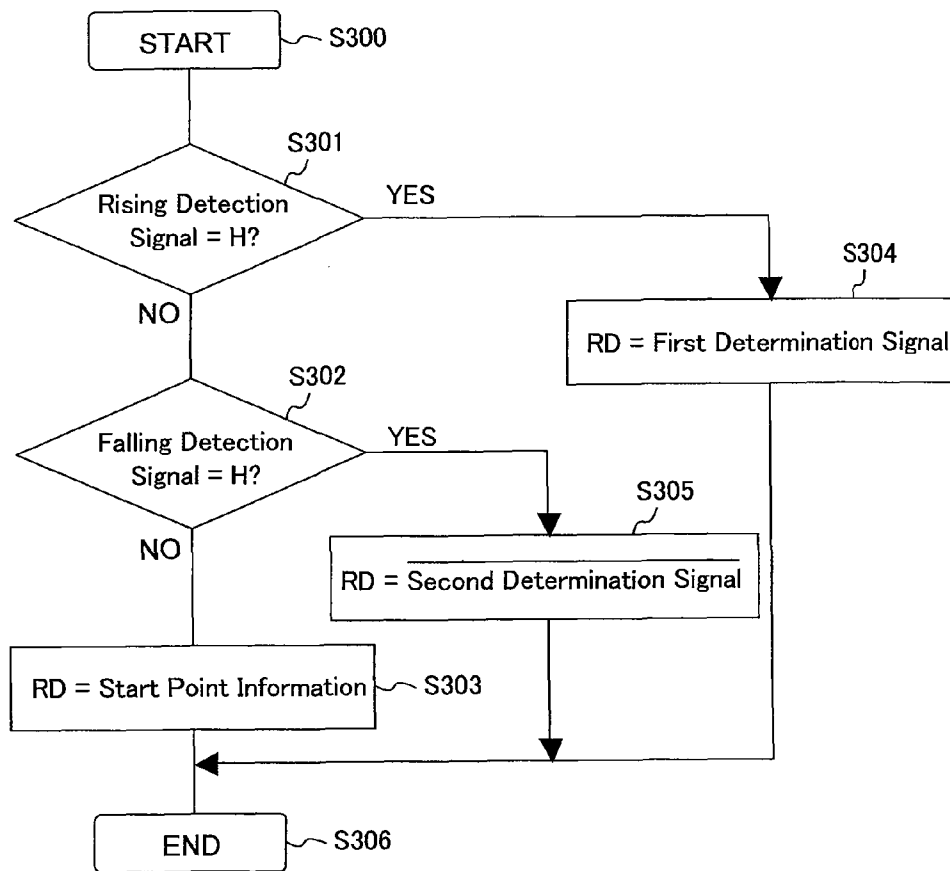 START
S300
S301
Rising Detection
Signal = H?
YES
NO
S304
RD = First Determination Signal
S302
Falling Detection
Signal = H?
YES
NO
S305
RD = Second Determination Signal
RD = Start Point Information
S303
END
S306